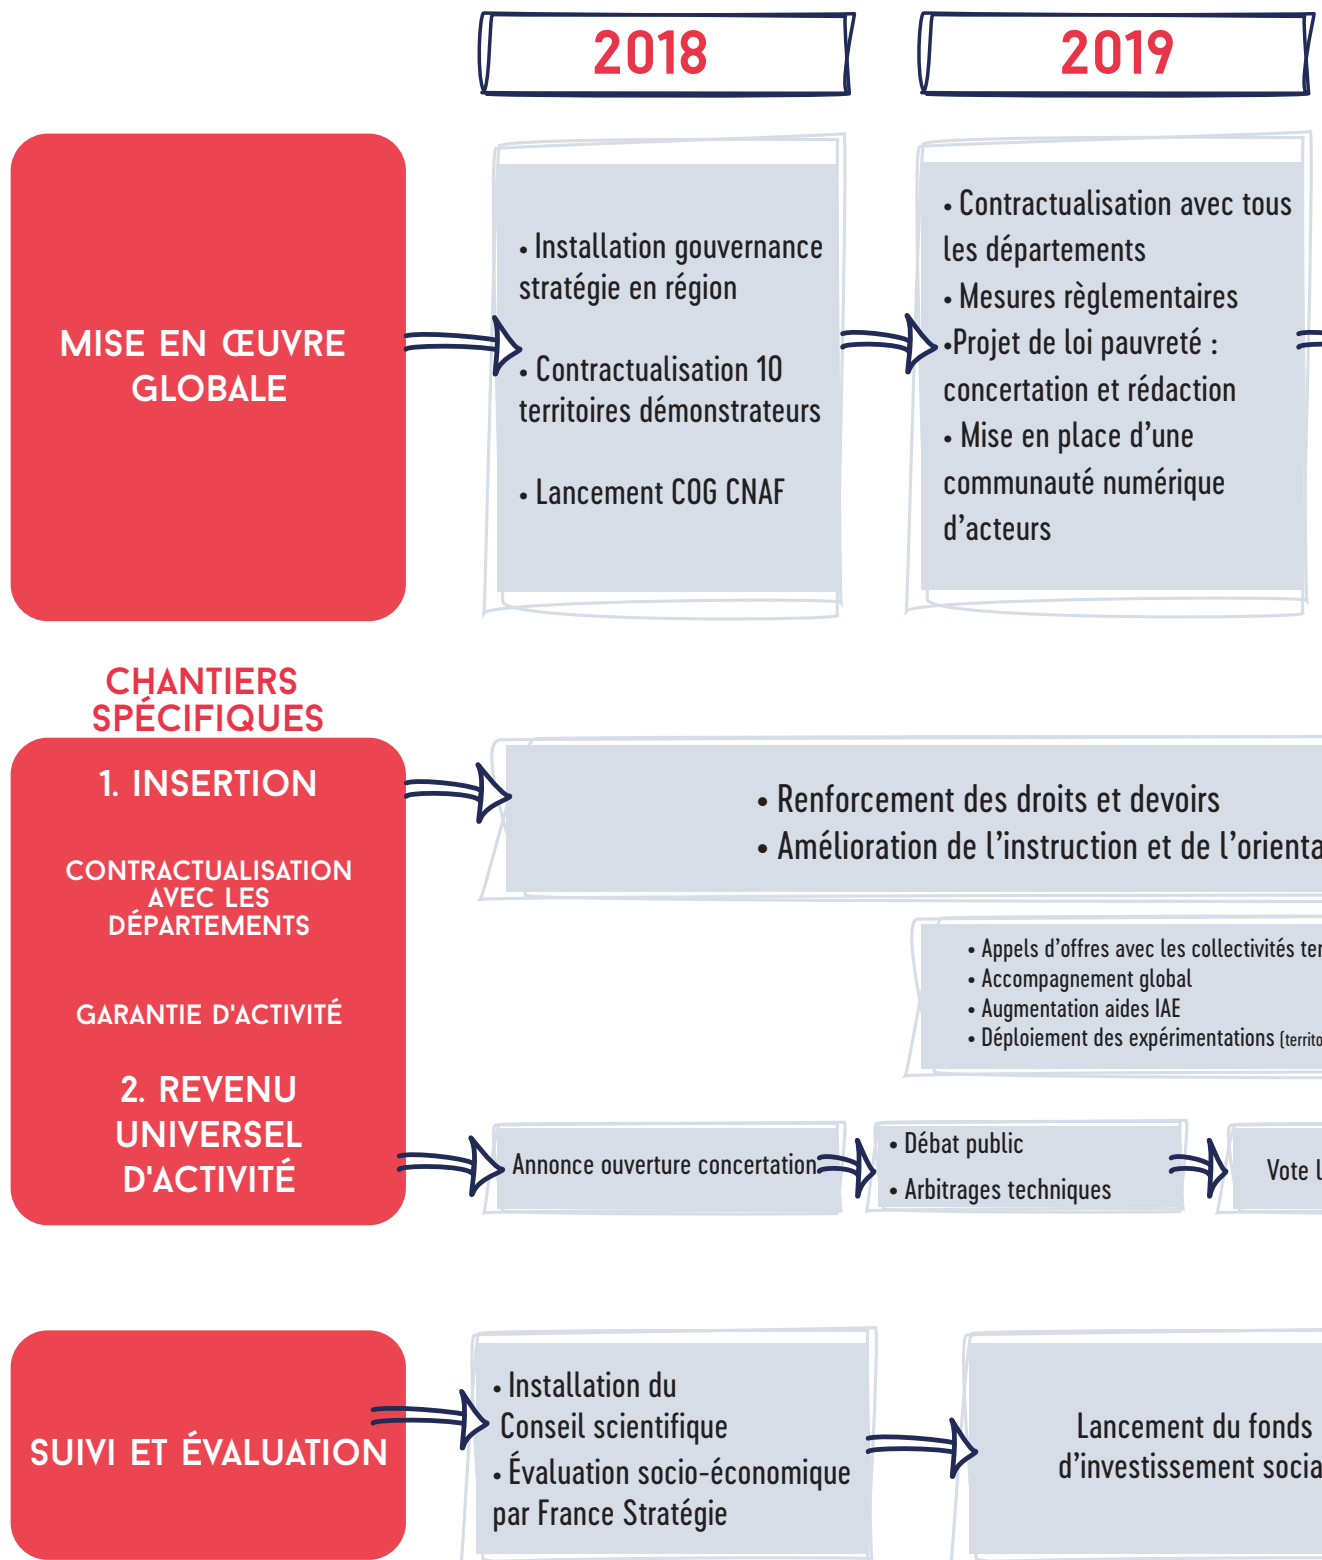 2018
2019
MISE EN ŒUVRE
GLOBALE
• Installation gouvernance
stratégie en région
• Contractualisation 10
territoires démonstrateurs
• Lancement COG CNAF
• Contractualisation avec tous
les départements
• Mesures règlementaires
•Projet de loi pauvreté :
concertation et rédaction
• Mise en place d’une
communauté numérique
d’acteurs
CHANTIERS
SPÉCIFIQUES
1. INSERTION
CONTRACTUALISATION
AVEC LES
DÉPARTEMENTS
GARANTIE D'ACTIVITÉ
2. REVENU
UNIVERSEL
D'ACTIVITÉ
• Renforcement des droits et devoirs
• Amélioration de l’instruction et de l’orienta
• Appels d’offres avec les collectivités ter
• Accompagnement global
• Augmentation aides IAE
• Déploiement des expérimentations (territo
Annonce ouverture concertation
• Débat public
• Arbitrages techniques
Vote l
SUIVI ET ÉVALUATION
• Installation du
Conseil scientifique
• Évaluation socio-économique
par France Stratégie
Lancement du fonds
d’investissement socia